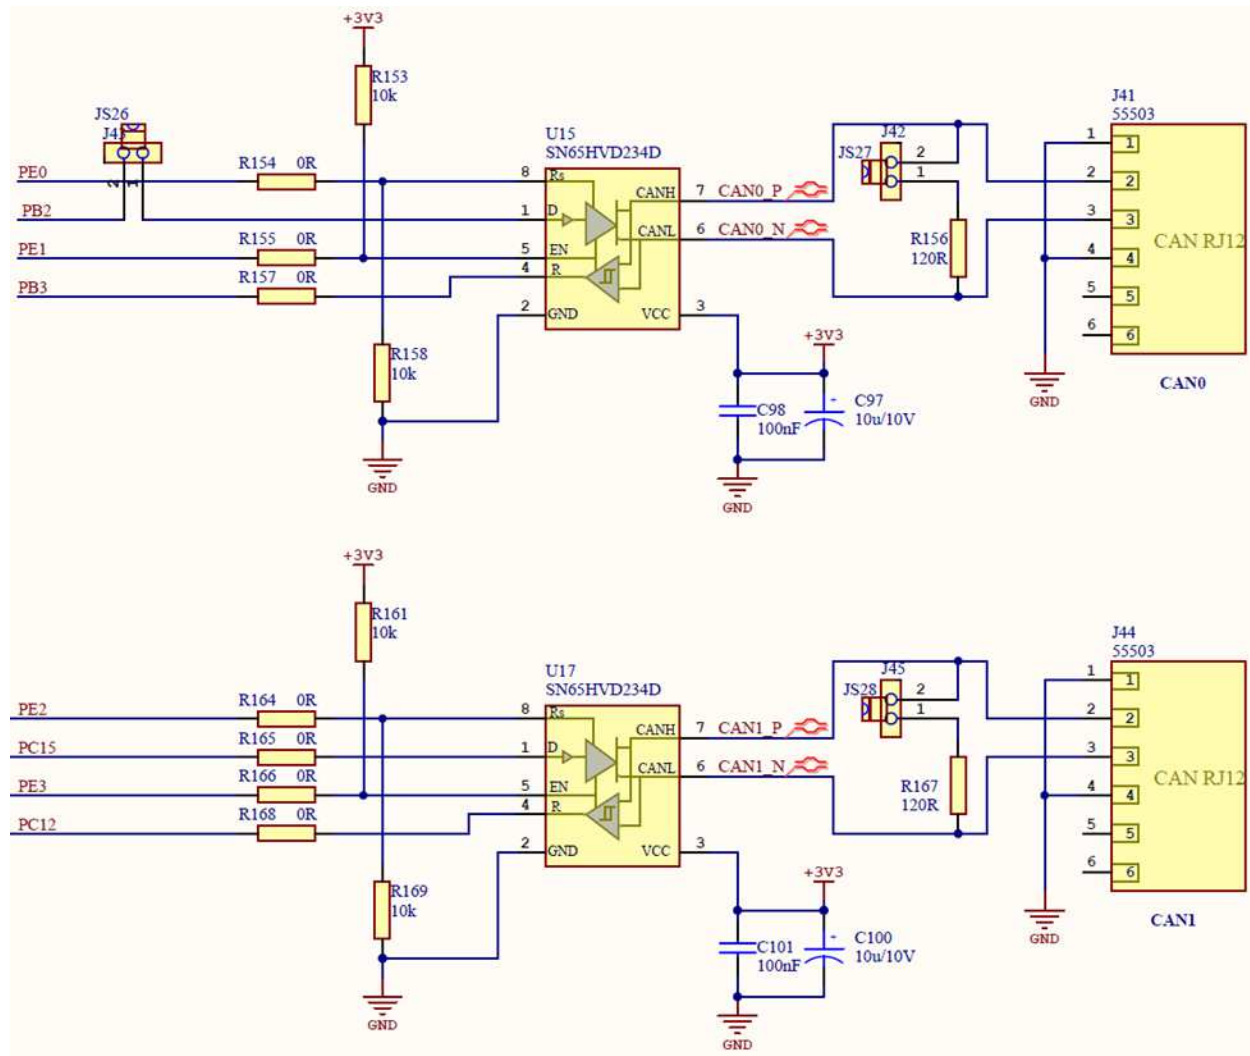 +3V3
R153
10k
JS26
J43
2 1
PE0
R154 0R
PB2
PE1
R155 0R
PB3
R157 0R
R158
10k
GND
U15
SN65HVD234D
8 Rs
1 D
5 EN
4 R
2 GND
CANH 7 CAN0_P
CANL 6 CAN0_N
VCC 3
+3V3
C98
100nF
C97
10u/10V
GND
J42
JS27
2
1
R156
120R
J41
55503
1 1
2 2
3 3
4 4
5 5
6 6
CAN RJ12
CAN0
GND
+3V3
R161
10k
PE2
R164 0R
PC15
R165 0R
PE3
R166 0R
PC12
R168 0R
R169
10k
GND
U17
SN65HVD234D
8 Rs
1 D
5 EN
4 R
2 GND
CANH 7 CAN1_P
CANL 6 CAN1_N
VCC 3
+3V3
C101
100nF
C100
10u/10V
GND
J45
JS28
2
1
R167
120R
J44
55503
1 1
2 2
3 3
4 4
5 5
6 6
CAN RJ12
CAN1
GND